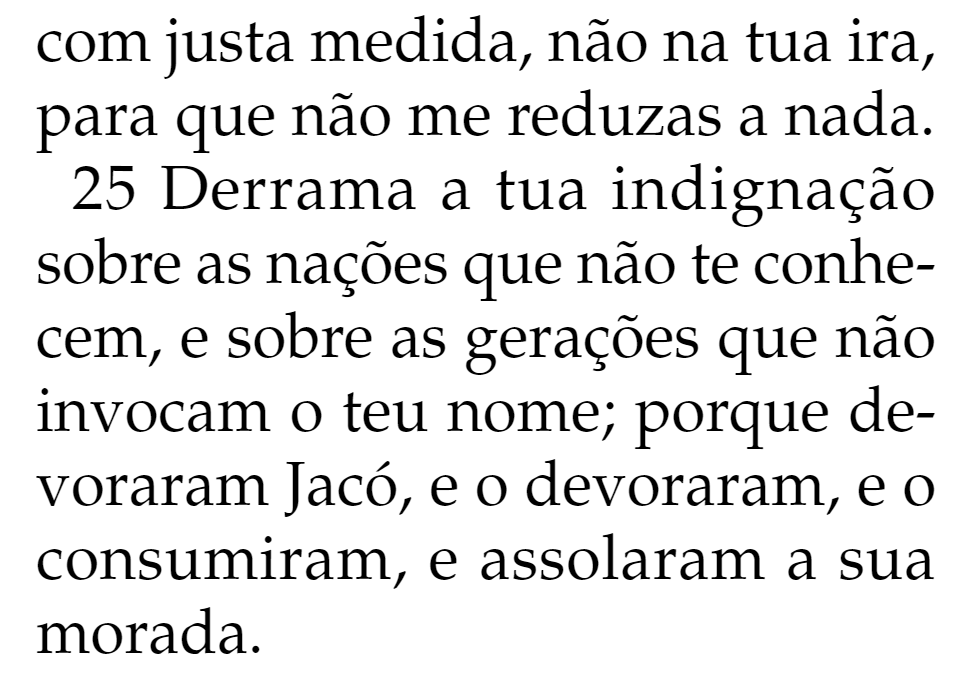 com justa medida, não na tua ira,
para que não me reduzas a nada.
25 Derrama a tua indignação
sobre as nações que não te conhe-
cem, e sobre as gerações que não
invocam o teu nome; porque de-
voraram Jacó, e o devoraram, e o
consumiram, e assolaram a sua
morada.